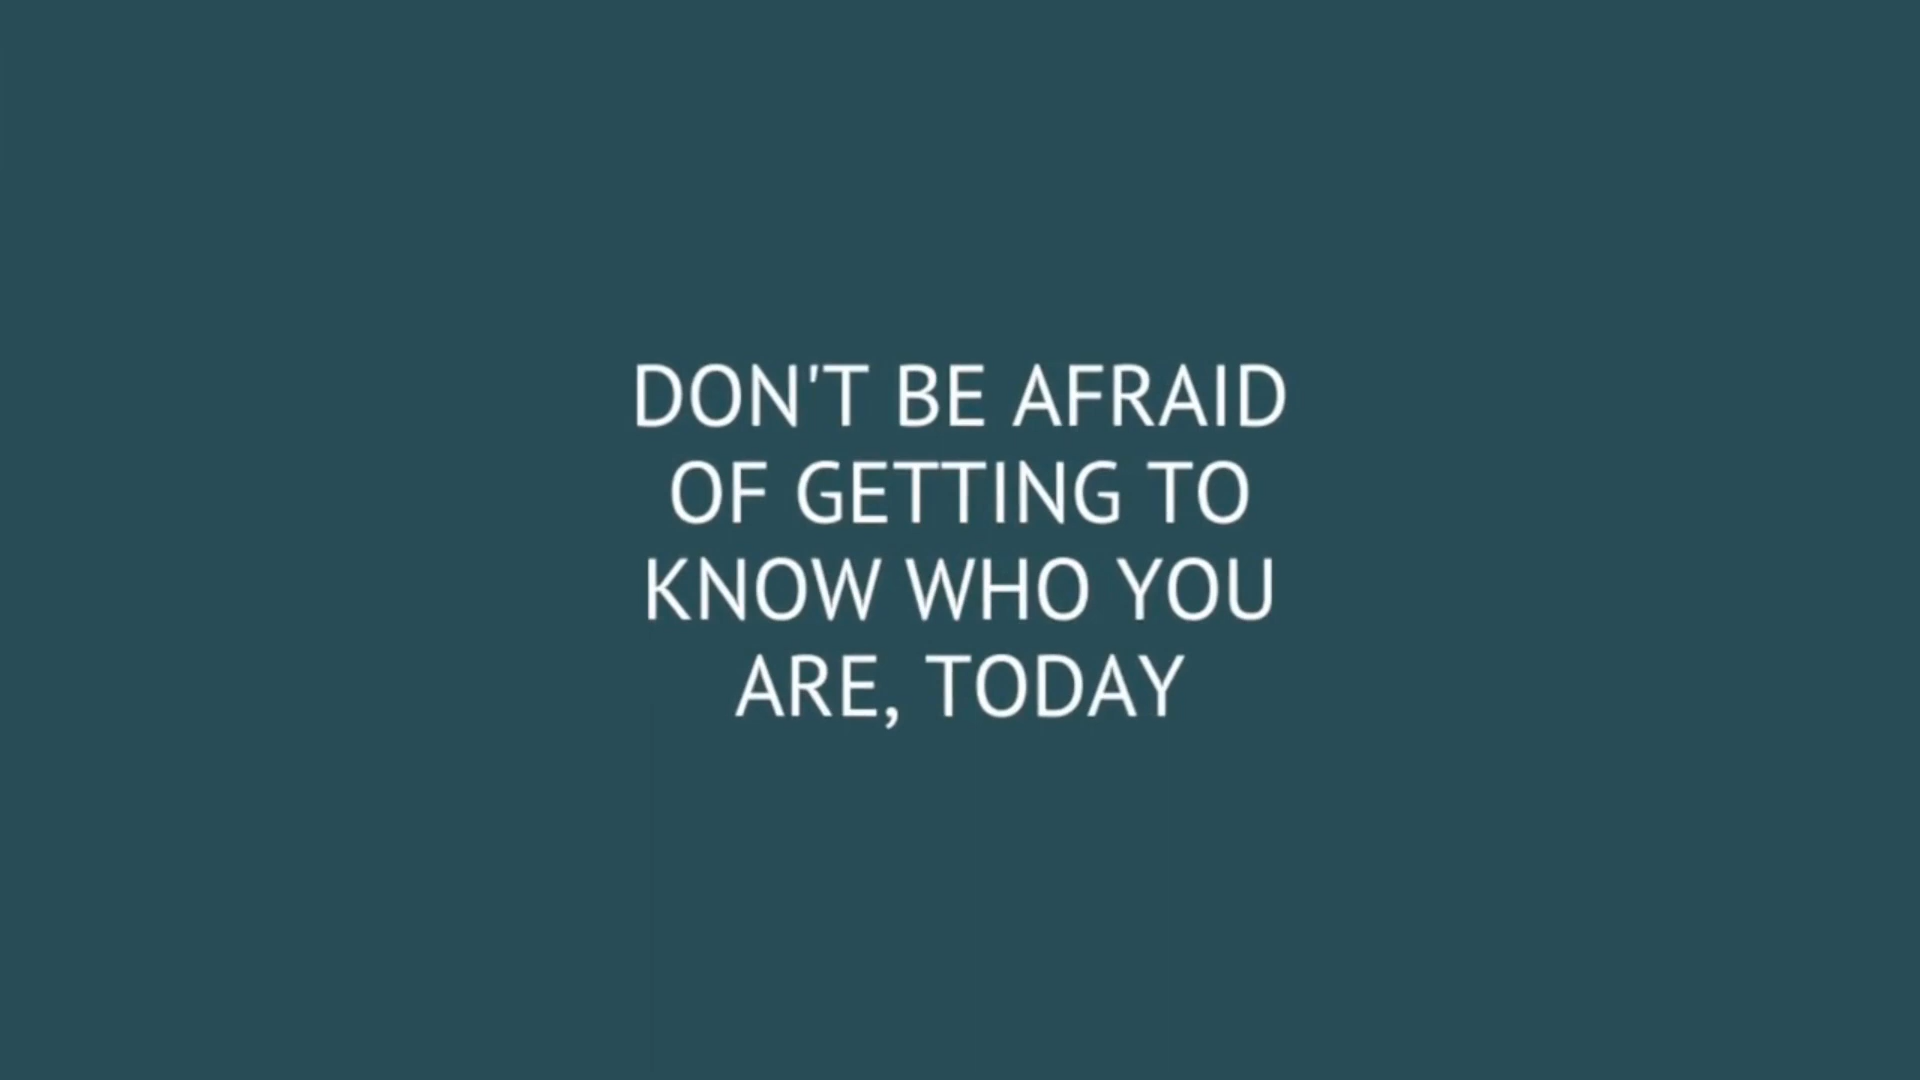 DON'T BE AFRAID
OF GETTING TO
KNOW WHO YOU
ARE, TODAY